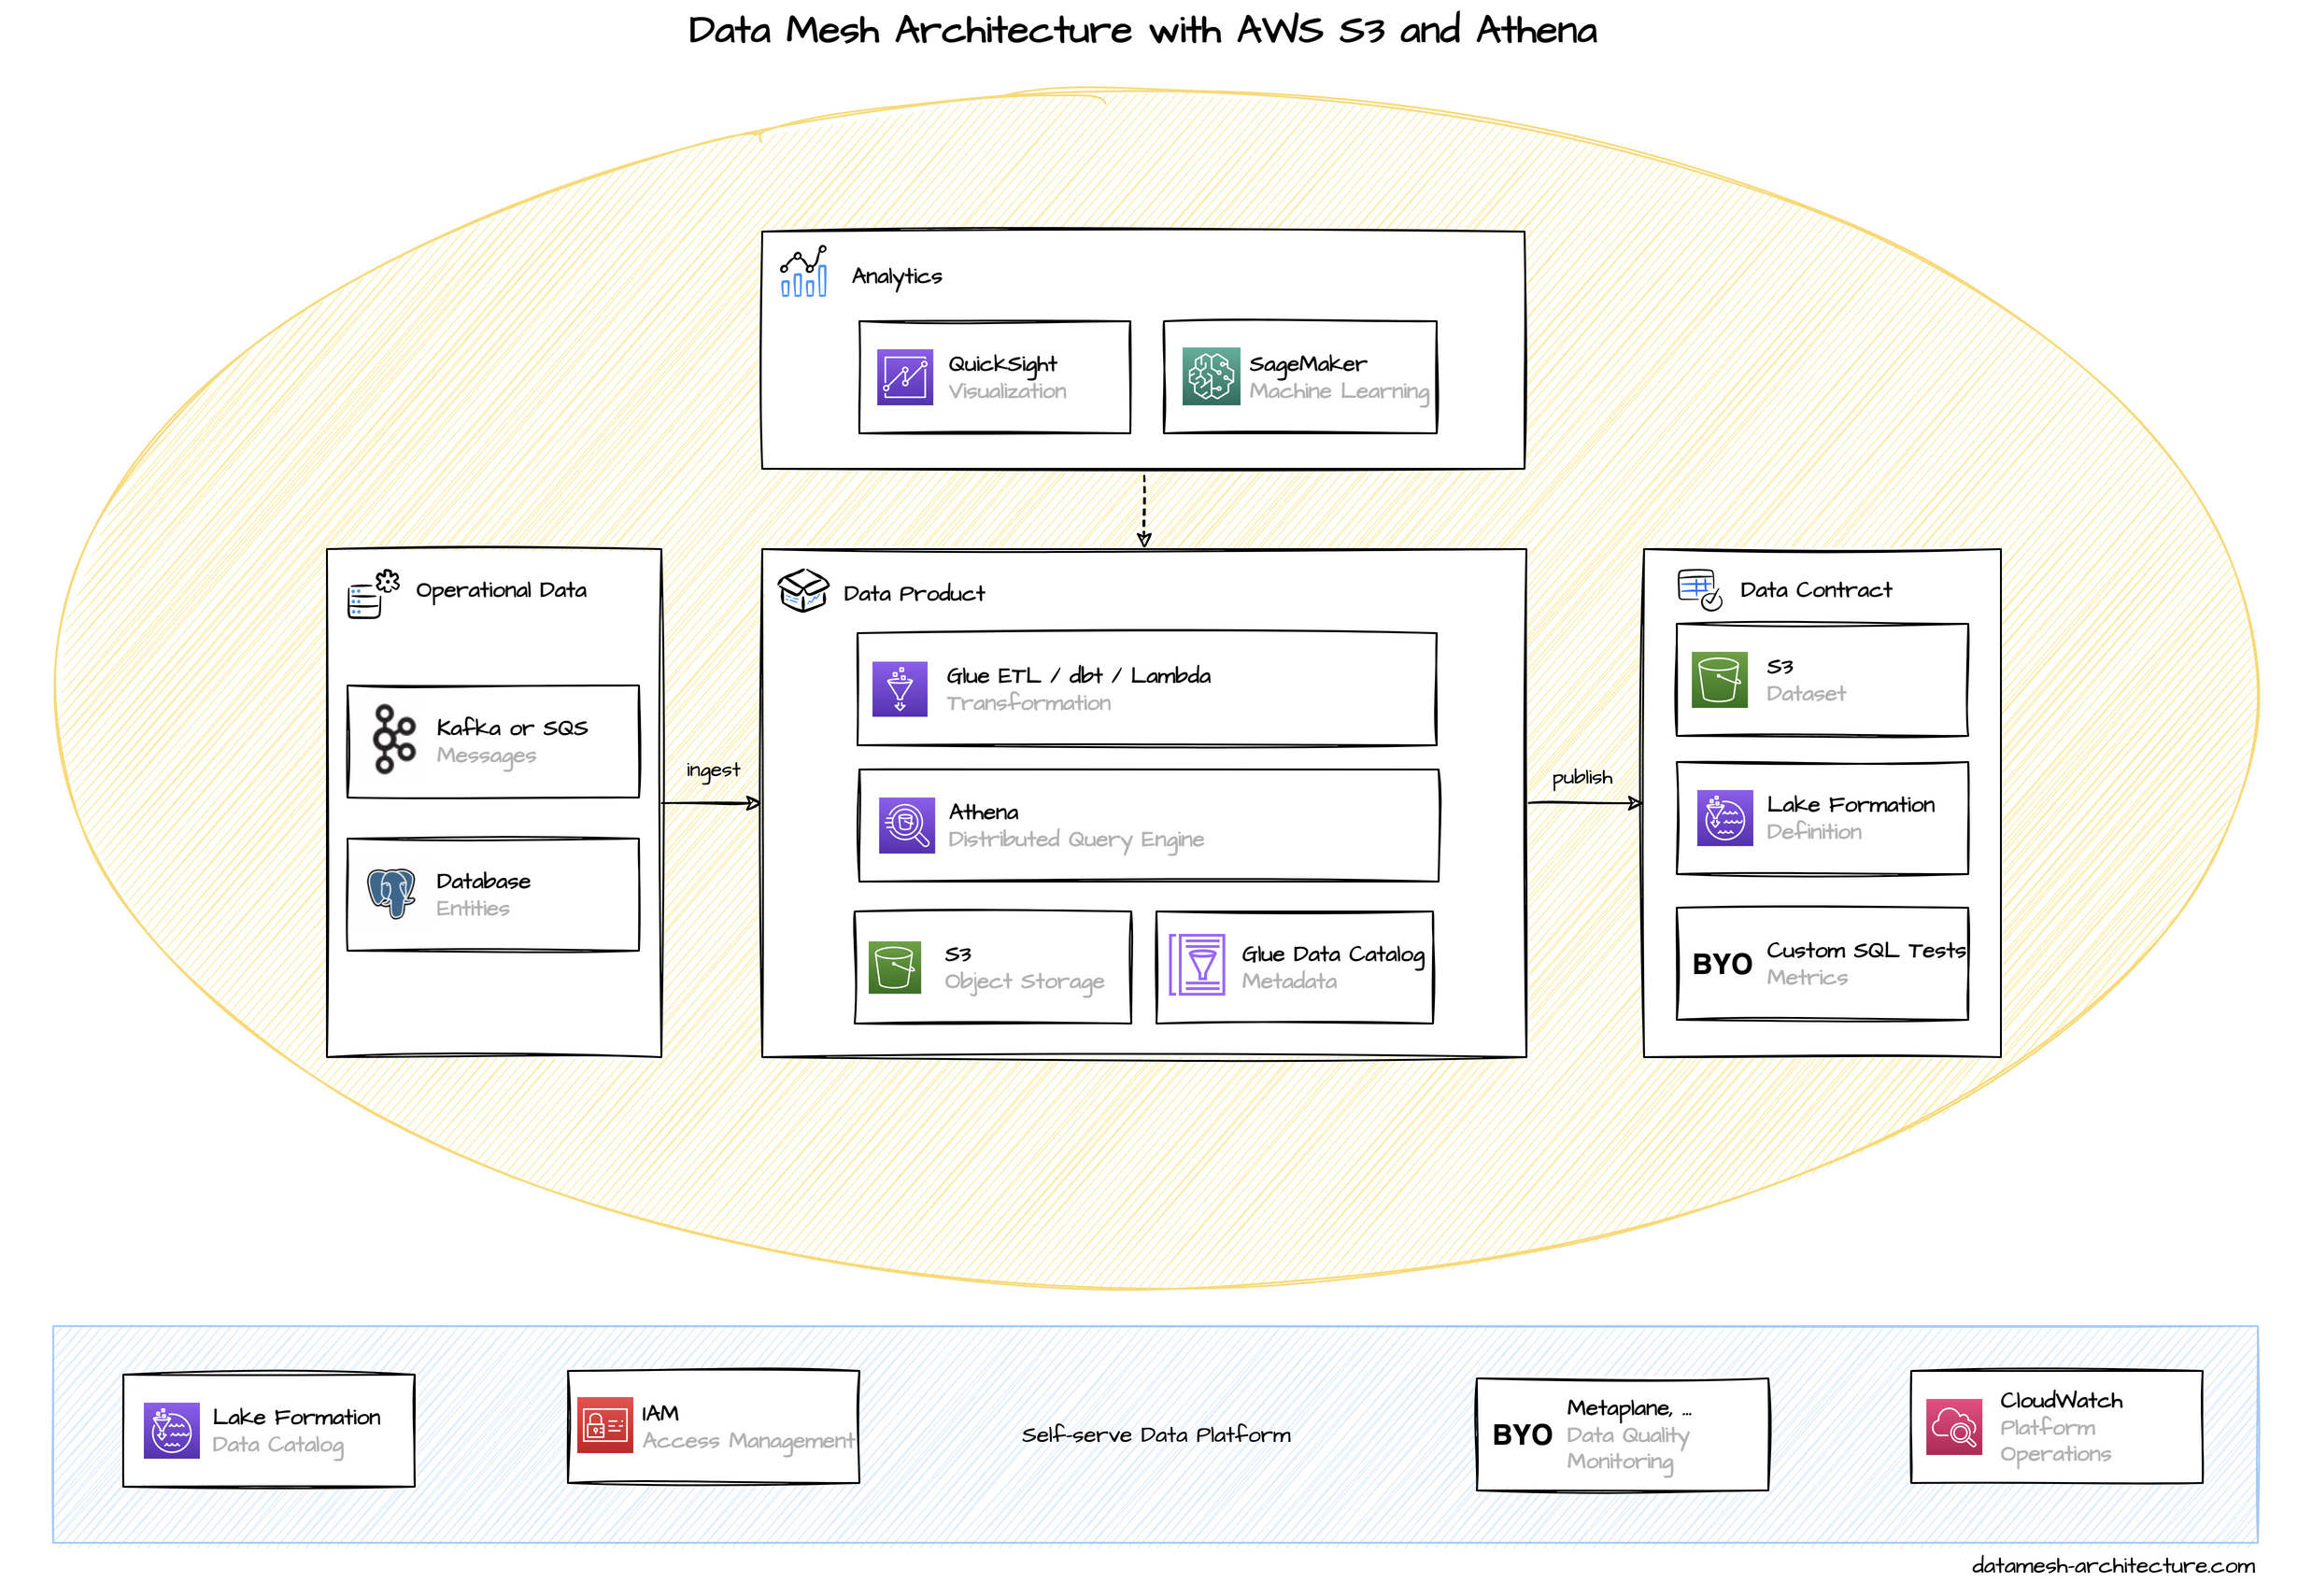 Data Mesh Architecture with AWS S3 and Athena
Analytics
QuickSight
Visualization
SageMaker
Machine Learning
Operational Data
Kafka or SQS
Messages
Database
Entities
ingest
Data Product
Glue ETL / dbt / Lambda
Transformation
Athena
Distributed Query Engine
S3
Object Storage
Glue Data Catalog
Metadata
publish
Data Contract
S3
Dataset
Lake Formation
Definition
BYO
Custom SQL Tests
Metrics
Lake Formation
Data Catalog
IAM
Access Management
Self-serve Data Platform
BYO
Metaplane, ...
Data Quality
Monitoring
CloudWatch
Platform
Operations
datamesh-architecture.com